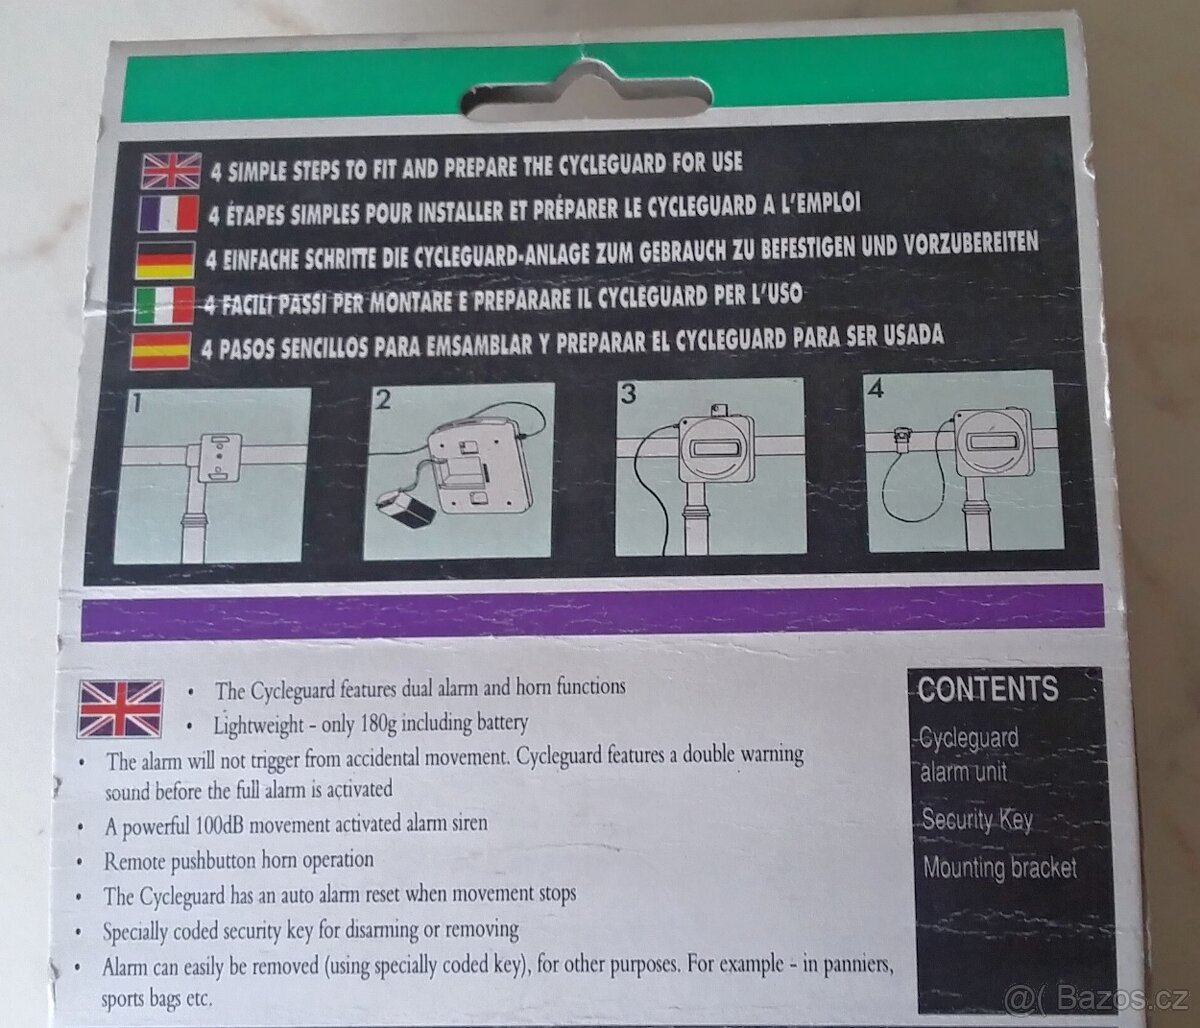 4 SIMPLE STEPS TO FIT AND PREPARE THE CYCLEGUARD FOR USE
4 ÉTAPES SIMPLES POUR INSTALLER ET PRÉPARER LE CYCLEGUARD A L'EMPLOI
4 EINFACHE SCHRITTE DIE CYCLEGUARD-ANLAGE ZUM GEBRAUCH ZU BEFESTIGEN UND VORZUBEREITEN
4 FACILI PASSI PER MONTARE E PREPARARE IL CYCLEGUARD PER L'USO
4 PASOS SENCILLOS PARA EMSAMBLAR Y PREPARAR EL CYCLEGUARD PARA SER USADA
1
2
3
4
• The Cycleguard features dual alarm and horn functions
• Lightweight - only 180g including battery
• The alarm will not trigger from accidental movement. Cycleguard features a double warning
sound before the full alarm is activated
• A powerful 100dB movement activated alarm siren
• Remote pushbutton horn operation
• The Cycleguard has an auto alarm reset when movement stops
• Specially coded security key for disarming or removing
• Alarm can easily be removed (using specially coded key), for other purposes. For example - in panniers,
sports bags etc.
CONTENTS
Cycleguard
alarm unit
Security Key
Mounting bracket
@( Bazos.cz